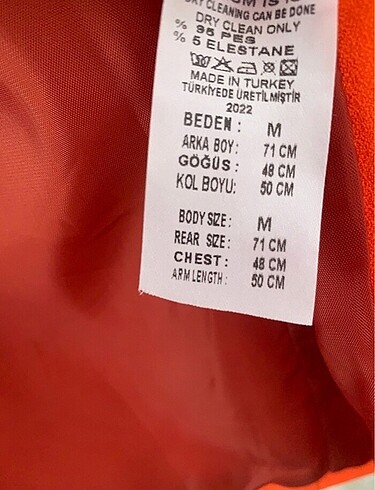 DRY CLEANING CAN BE DONE
DRY CLEAN ONLY
% 95 PES
% 5 ELESTANE
MADE IN TURKEY
TÜRKİYEDE ÜRETİLMİŞTİR
2022
BEDEN : M
ARKA BOY: 71 CM
GÖĞÜS : 48 CM
KOL BOYU: 50 CM
BODY SIZE : M
REAR SIZE : 71 CM
CHEST : 48 CM
ARM LENGTH : 50 CM